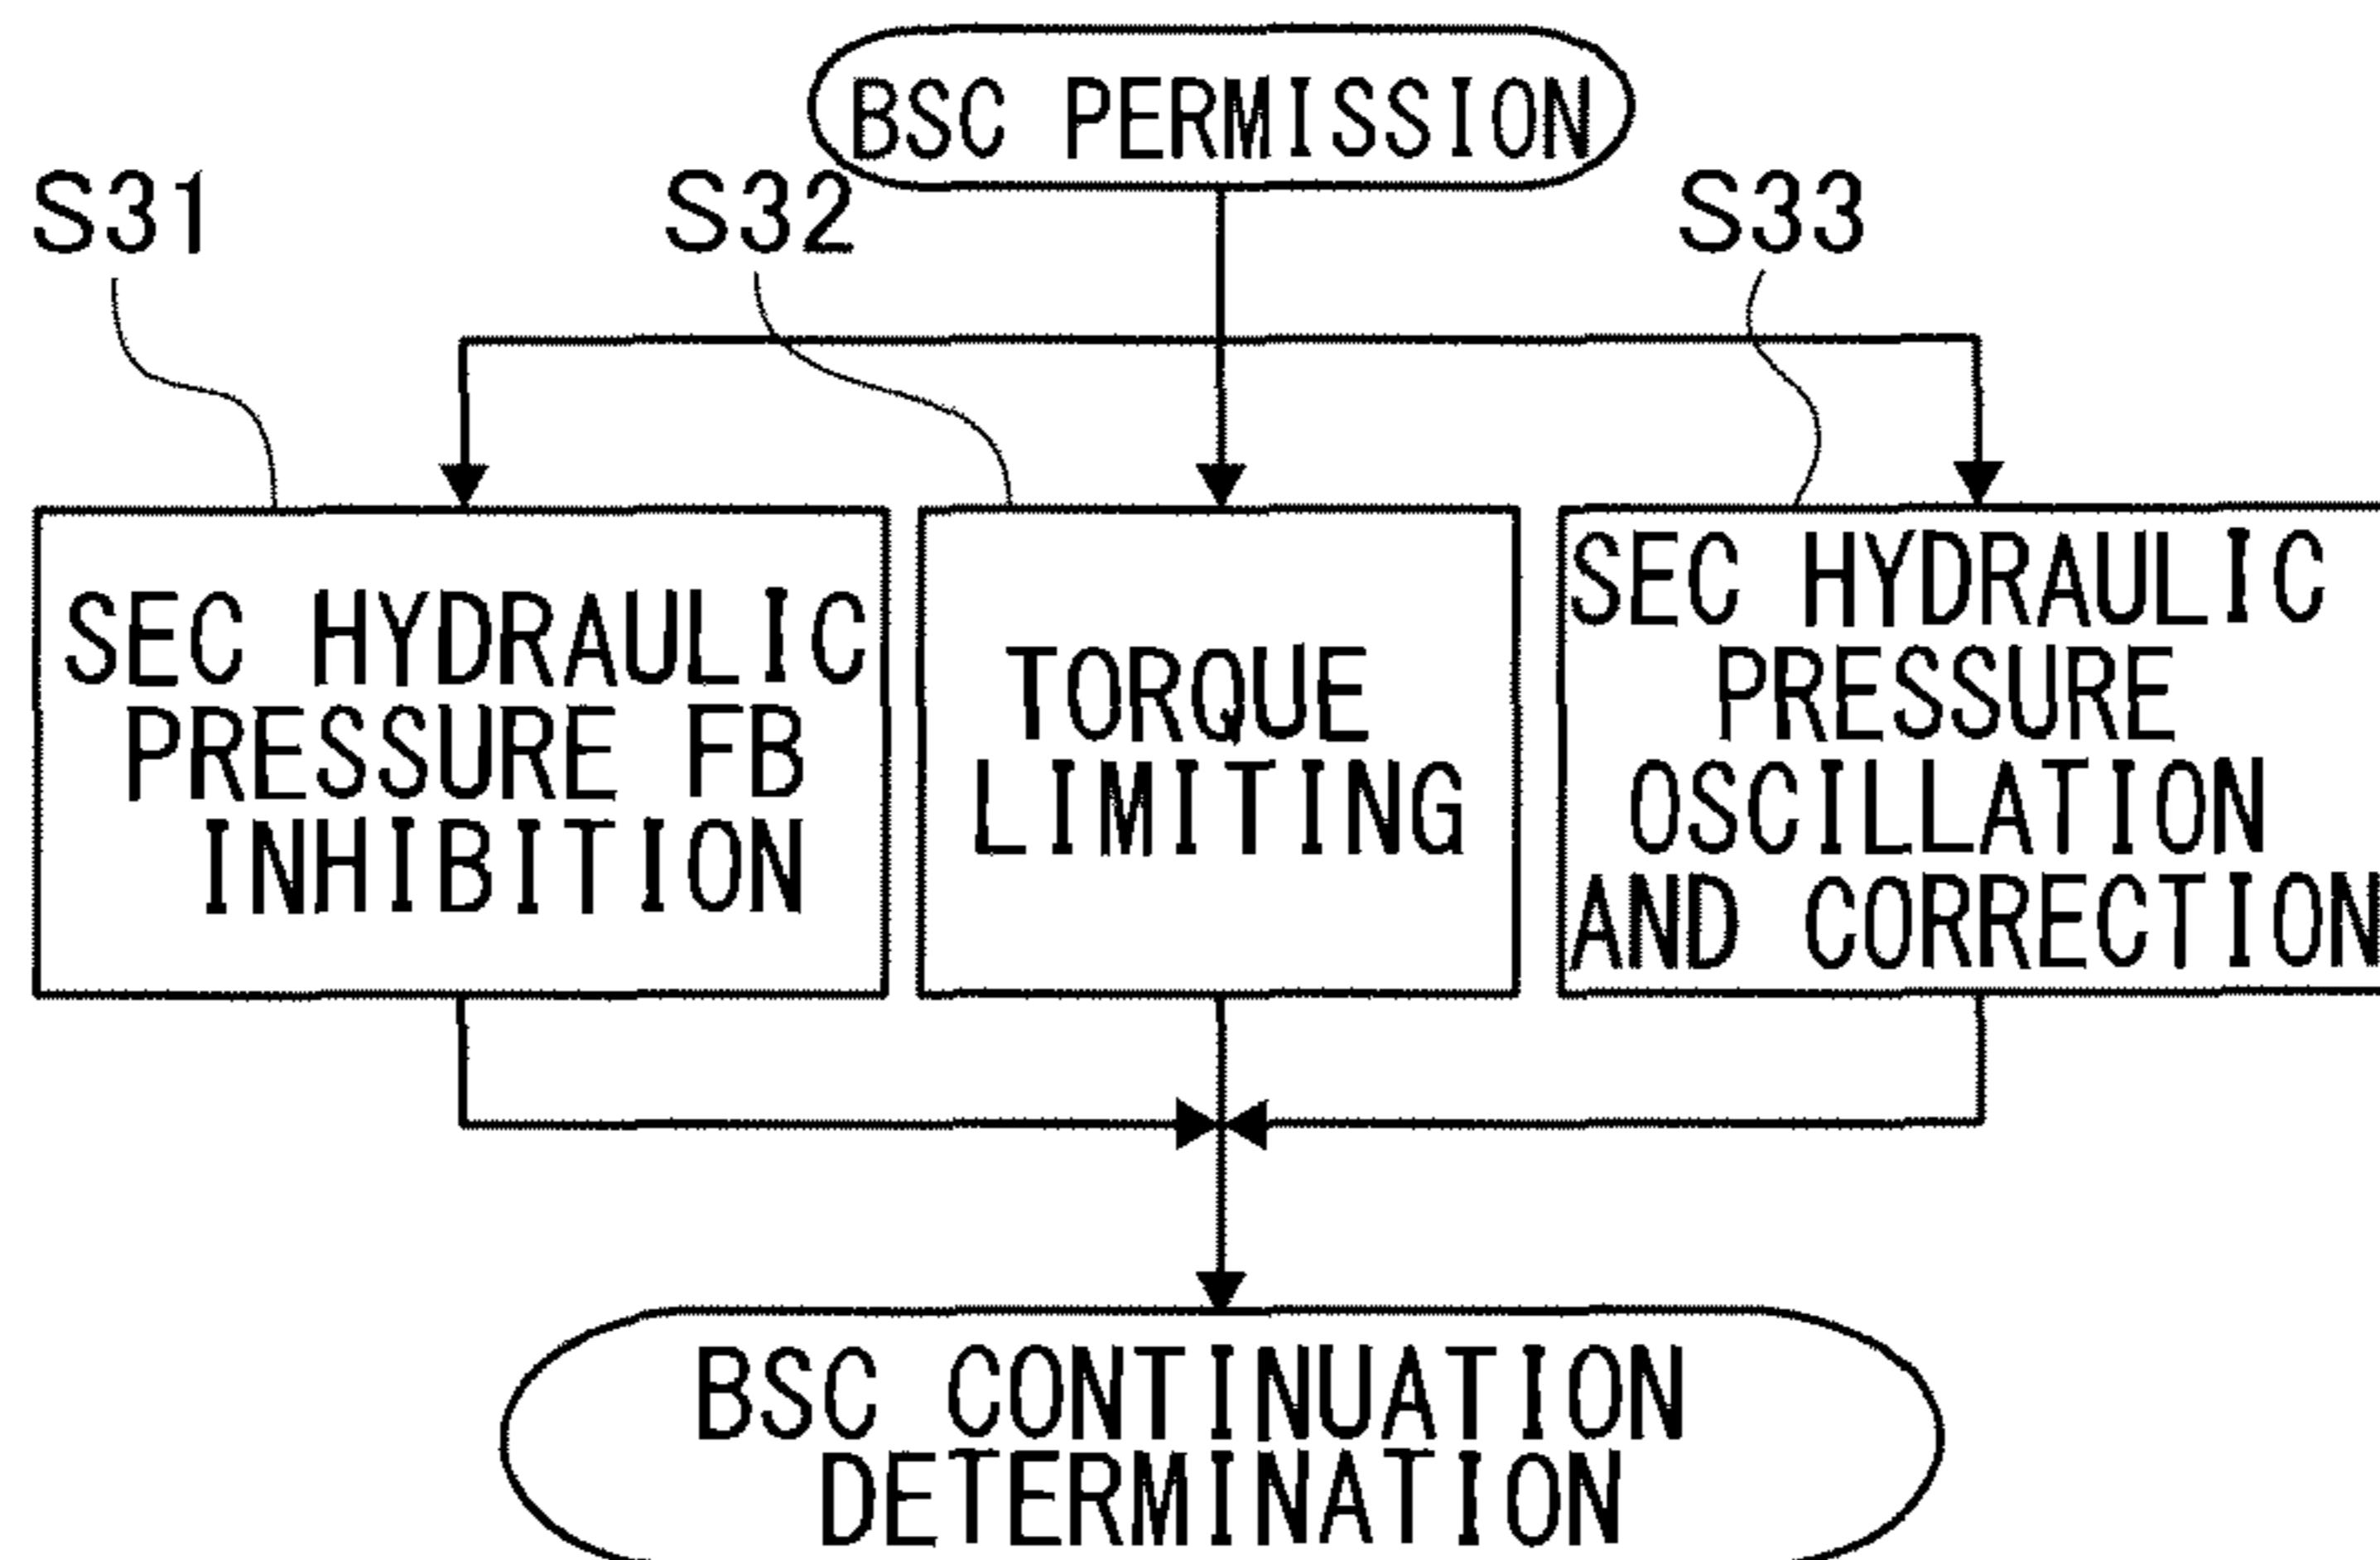 BSC PERMISSION
S31
S32
S33
SEC HYDRAULIC
PRESSURE FB
INHIBITION
TORQUE
LIMITING
SEC HYDRAULIC
PRESSURE
OSCILLATION
AND CORRECTION
BSC CONTINUATION
DETERMINATION